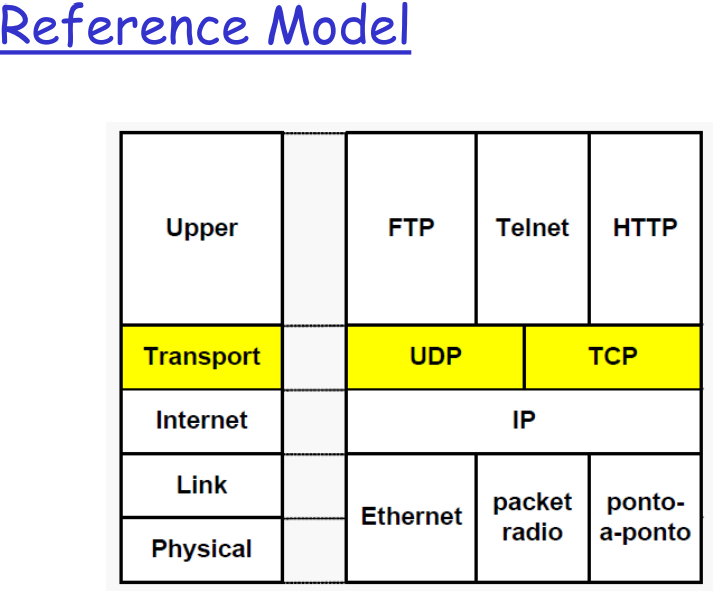 Reference Model
Upper
FTP
Telnet
HTTP
Transport
UDP
TCP
Internet
IP
Link
Physical
Ethernet
packet
radio
ponto-
a-ponto